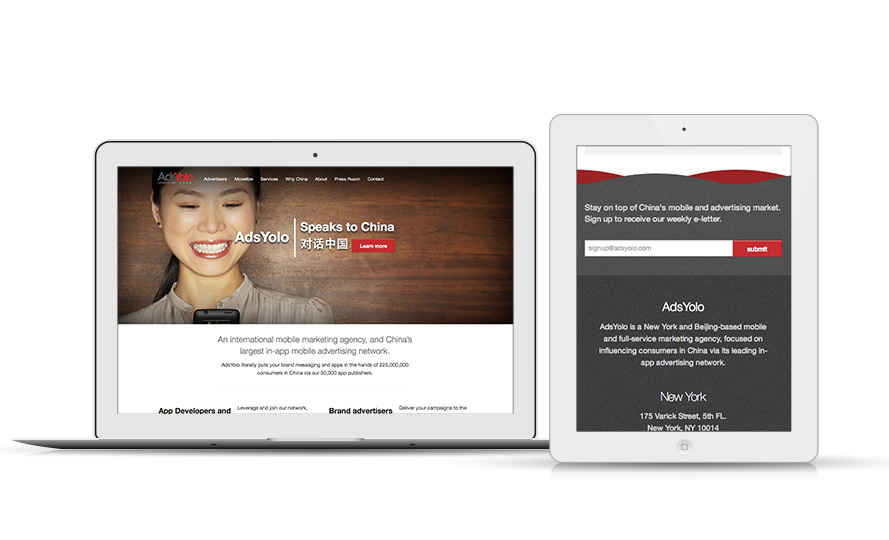 AdsYolo
Advertisers Monetize Services Why China About Press Room Contact
AdsYolo
Speaks to China
对话中国
Learn more
An international mobile marketing agency, and China's
largest in-app mobile advertising network.
AdsYolo literally puts your brand messaging and apps in the hands of 225,000,000
consumers in China via our 50,000 app publishers.
App Developers and
Leverage and join our network,
Brand advertisers
Deliver your campaigns to the
Stay on top of China's mobile and advertising market.
Sign up to receive our weekly e-letter.
signup@adsyolo.com
submit
AdsYolo
AdsYolo is a New York and Beijing-based mobile
and full-service marketing agency, focused on
influencing consumers in China via its leading in-
app advertising network.
New York
175 Varick Street, 5th Fl..
New York, NY 10014